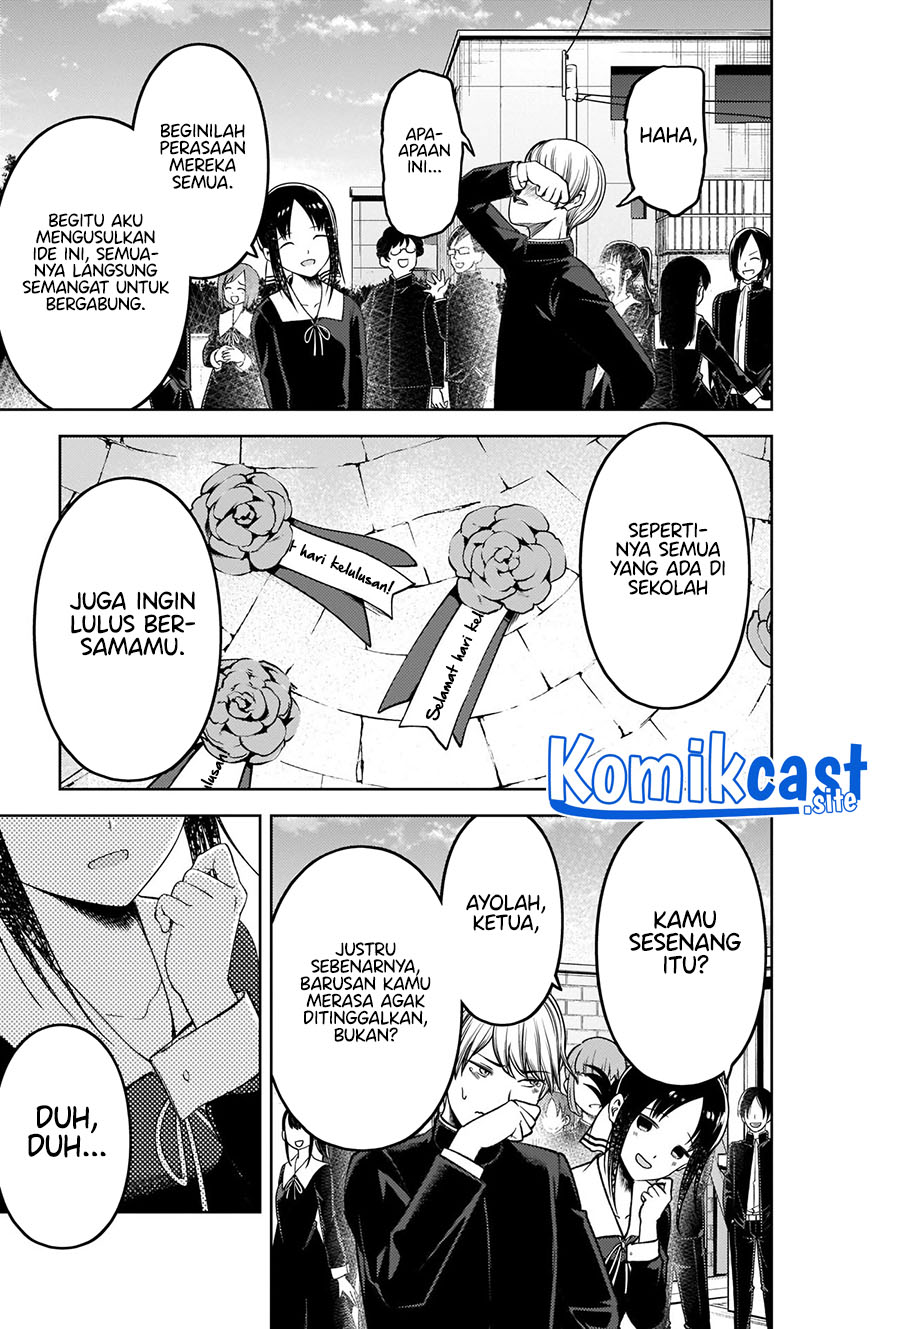 HAHA,
APA-
APAAN
INI...
BEGINILAH
PERASAAN
MEREKA
SEMUA.
BEGITU AKU
MENGUSULKAN
IDE INI, SEMUA-
NYA LANGSUNG
SEMANGAT UNTUK
BERGABUNG.
SEPERTI-
NYA SEMUA
YANG ADA DI
SEKOLAH
hari kelulusan!
Selamat hari kel
lusan!
JUGA INGIN
LULUS BER-
SAMAMU.
Komikcast
.site
KAMU
SESENANG
ITU?
AYOLAH,
KETUA,
JUSTRU
SEBENARNYA,
BARUSAN KAMU
MERASA AGAK
DITINGGALKAN,
BUKAN?
DUH,
DUH...